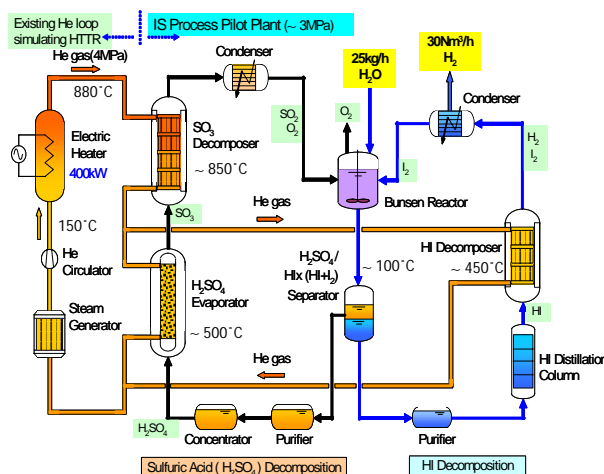 Existing He loop
simulating HTTR
IS Process Pilot Plant (~ 3MPa)
He gas(4MPa)
880°C
Electric
Heater
400kW
150°C
He
Circulator
Steam
Generator
Condenser
SO3
Decomposer
~ 850°C
SO3
He gas
H2SO4
Evaporator
~ 500°C
He gas
H2SO4
Concentrator
Purifier
Sulfuric Acid (H2SO4) Decomposition
SO2
O2
O2
25kg/h
H2O
30Nm³/h
H2
Condenser
I2
H2
I2
Bunsen Reactor
H2SO4/
HIx (HI+I2)
Separator
~ 100°C
HI Decomposer
~ 450°C
HI
HI Distillation
Column
Purifier
HI Decomposition